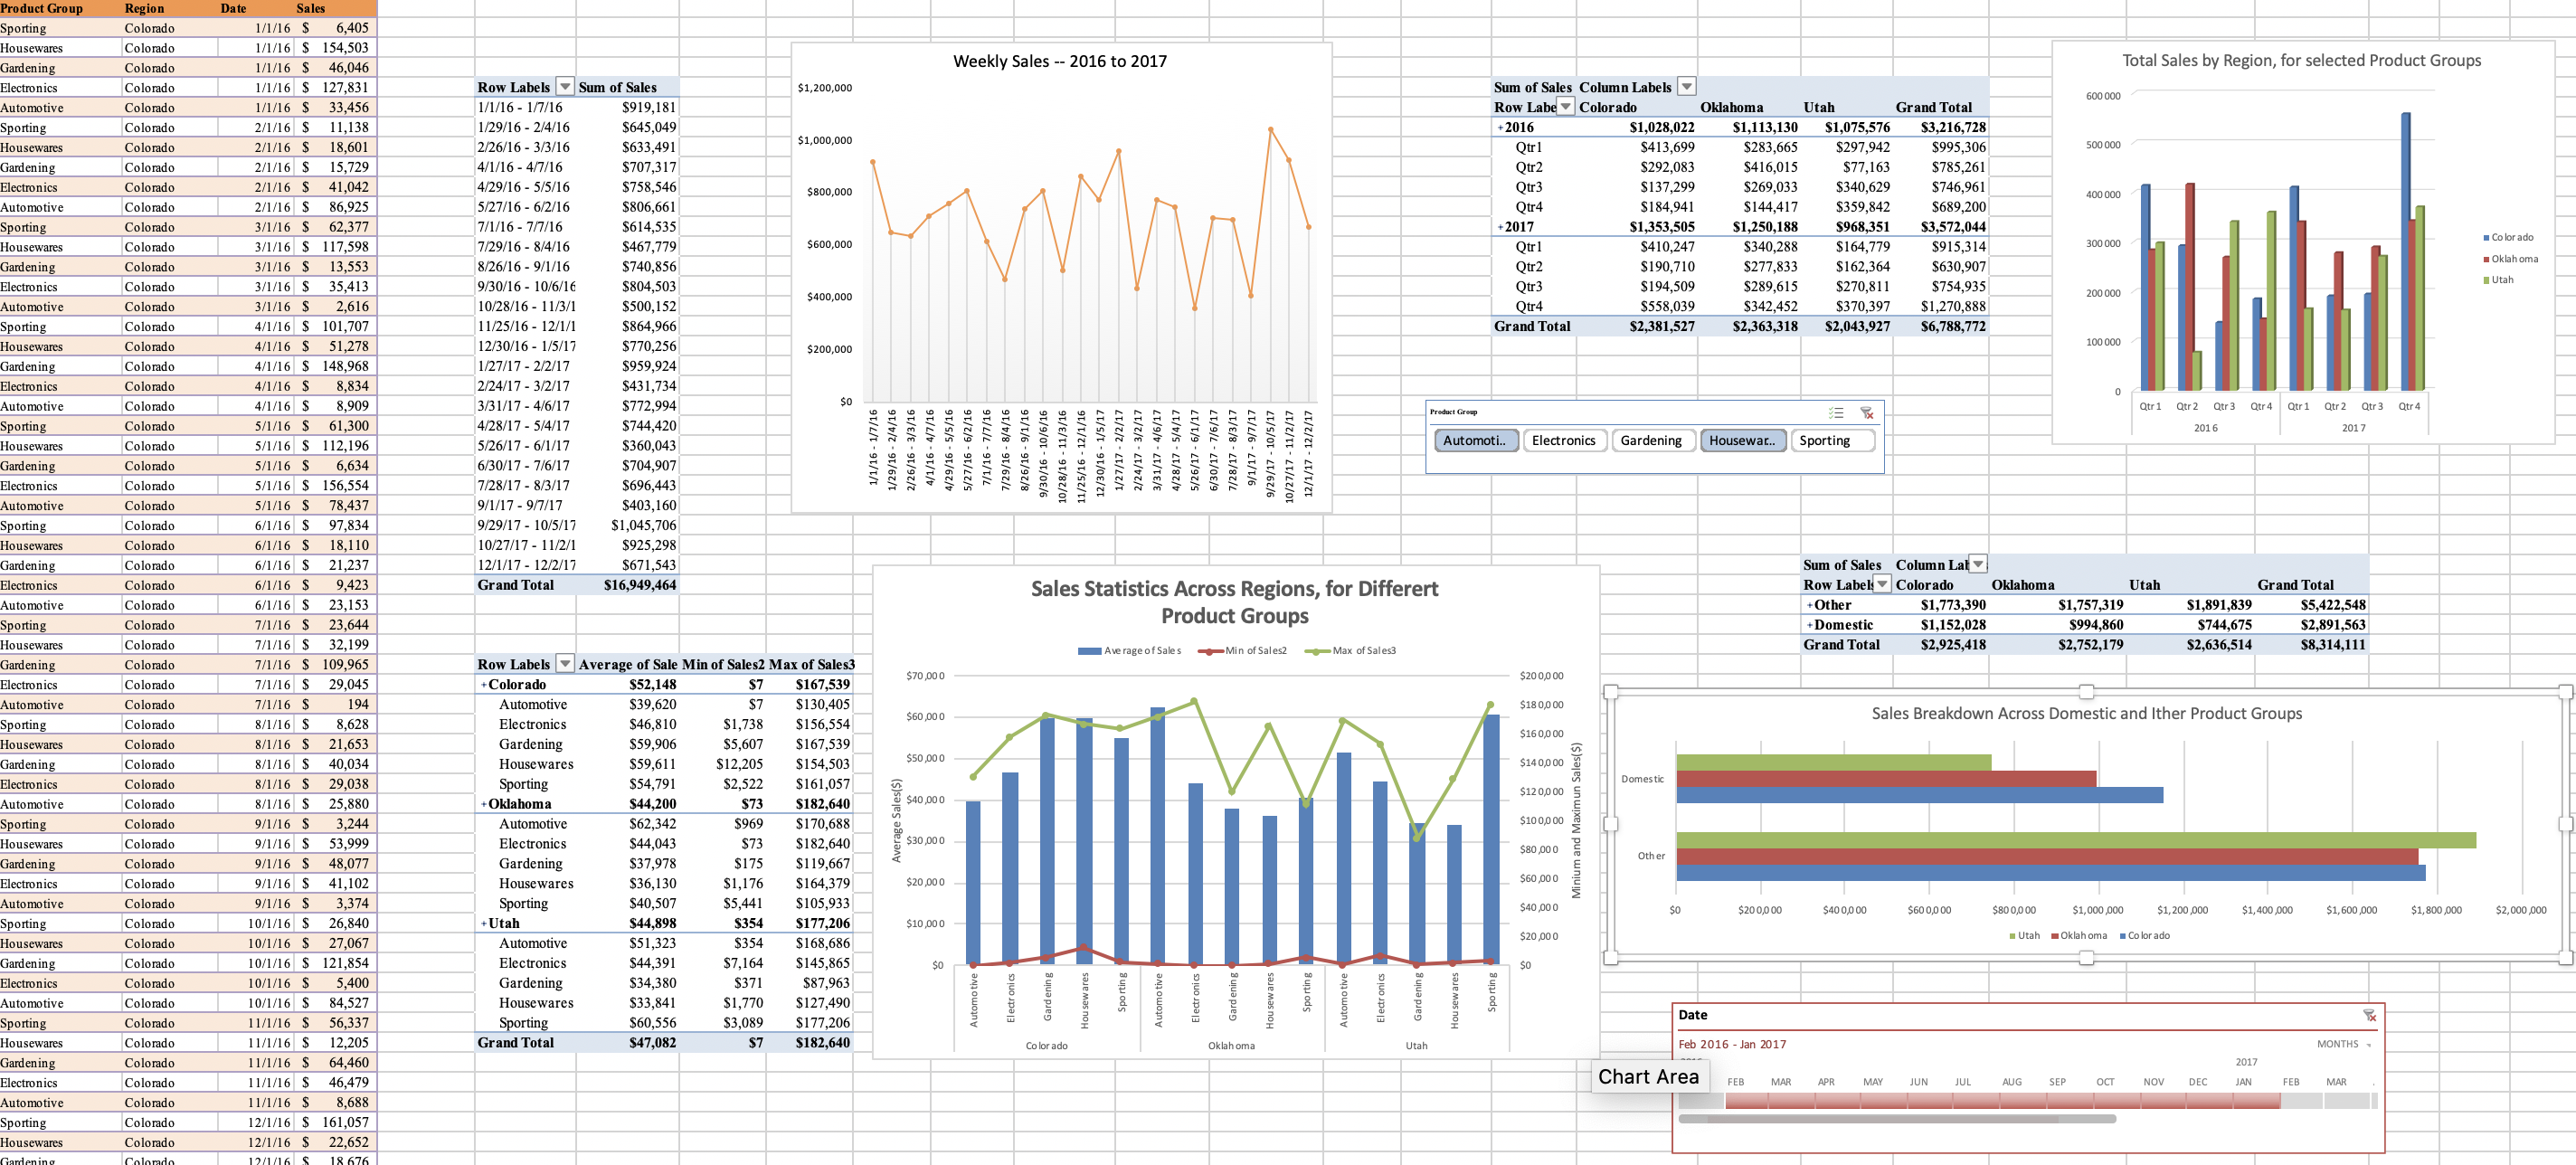 Product Group Region Date Sales
Sporting Colorado 1/1/16 $ 6,405
Housewares Colorado 1/1/16 $ 154,503
Gardening Colorado 1/1/16 $ 46,046
Electronics Colorado 1/1/16 $ 127,831
Automotive Colorado 1/1/16 $ 33,456
Sporting Colorado 2/1/16 $ 11,138
Housewares Colorado 2/1/16 $ 18,601
Gardening Colorado 2/1/16 $ 15,729
Electronics Colorado 2/1/16 $ 41,042
Automotive Colorado 2/1/16 $ 86,925
Sporting Colorado 3/1/16 $ 62,377
Housewares Colorado 3/1/16 $ 117,598
Gardening Colorado 3/1/16 $ 13,553
Electronics Colorado 3/1/16 $ 35,413
Automotive Colorado 3/1/16 $ 2,616
Sporting Colorado 4/1/16 $ 101,707
Housewares Colorado 4/1/16 $ 51,278
Gardening Colorado 4/1/16 $ 148,968
Electronics Colorado 4/1/16 $ 8,834
Automotive Colorado 4/1/16 $ 8,909
Sporting Colorado 5/1/16 $ 61,300
Housewares Colorado 5/1/16 $ 112,196
Gardening Colorado 5/1/16 $ 6,634
Electronics Colorado 5/1/16 $ 156,554
Automotive Colorado 5/1/16 $ 78,437
Sporting Colorado 6/1/16 $ 97,834
Housewares Colorado 6/1/16 $ 18,110
Gardening Colorado 6/1/16 $ 21,237
Electronics Colorado 6/1/16 $ 9,423
Automotive Colorado 6/1/16 $ 23,153
Sporting Colorado 7/1/16 $ 23,644
Housewares Colorado 7/1/16 $ 32,199
Gardening Colorado 7/1/16 $ 109,965
Electronics Colorado 7/1/16 $ 29,045
Automotive Colorado 7/1/16 $ 194
Sporting Colorado 8/1/16 $ 8,628
Housewares Colorado 8/1/16 $ 21,653
Gardening Colorado 8/1/16 $ 40,034
Electronics Colorado 8/1/16 $ 29,038
Automotive Colorado 8/1/16 $ 25,880
Sporting Colorado 9/1/16 $ 3,244
Housewares Colorado 9/1/16 $ 53,999
Gardening Colorado 9/1/16 $ 48,077
Electronics Colorado 9/1/16 $ 41,102
Automotive Colorado 9/1/16 $ 3,374
Sporting Colorado 10/1/16 $ 26,840
Housewares Colorado 10/1/16 $ 27,067
Gardening Colorado 10/1/16 $ 121,854
Electronics Colorado 10/1/16 $ 5,400
Automotive Colorado 10/1/16 $ 84,527
Sporting Colorado 11/1/16 $ 56,337
Housewares Colorado 11/1/16 $ 12,205
Gardening Colorado 11/1/16 $ 64,460
Electronics Colorado 11/1/16 $ 46,479
Automotive Colorado 11/1/16 $ 8,688
Sporting Colorado 12/1/16 $ 161,057
Housewares Colorado 12/1/16 $ 22,652
Gardening Colorado 12/1/16 $ 18,676
Row Labels Sum of Sales
1/1/16 - 1/7/16 $919,181
1/29/16 - 2/4/16 $645,049
2/26/16 - 3/3/16 $633,491
4/1/16 - 4/7/16 $707,317
4/29/16 - 5/5/16 $758,546
5/27/16 - 6/2/16 $806,661
7/1/16 - 7/7/16 $614,535
7/29/16 - 8/4/16 $467,779
8/26/16 - 9/1/16 $740,856
9/30/16 - 10/6/16 $804,503
10/28/16 - 11/3/1 $500,152
11/25/16 - 12/1/1 $864,966
12/30/16 - 1/5/17 $770,256
1/27/17 - 2/2/17 $959,924
2/24/17 - 3/2/17 $431,734
3/31/17 - 4/6/17 $772,994
4/28/17 - 5/4/17 $744,420
5/26/17 - 6/1/17 $360,043
6/30/17 - 7/6/17 $704,907
7/28/17 - 8/3/17 $696,443
9/1/17 - 9/7/17 $403,160
9/29/17 - 10/5/17 $1,045,706
10/27/17 - 11/2/1 $925,298
12/1/17 - 12/2/17 $671,543
Grand Total $16,949,464
Row Labels Average of Sale Min of Sales2 Max of Sales3
+Colorado $52,148 $7 $167,539
Automotive $39,620 $7 $130,405
Electronics $46,810 $1,738 $156,554
Gardening $59,906 $5,607 $167,539
Housewares $59,611 $12,205 $154,503
Sporting $54,791 $2,522 $161,057
+Oklahoma $44,200 $73 $182,640
Automotive $62,342 $969 $170,688
Electronics $44,043 $73 $182,640
Gardening $37,978 $175 $119,667
Housewares $36,130 $1,176 $164,379
Sporting $40,507 $5,441 $105,933
+Utah $44,898 $354 $177,206
Automotive $51,323 $354 $168,686
Electronics $44,391 $7,164 $145,865
Gardening $34,380 $371 $87,963
Housewares $33,841 $1,770 $127,490
Sporting $60,556 $3,089 $177,206
Grand Total $47,082 $7 $182,640
Weekly Sales -- 2016 to 2017
$1,200,000
$1,000,000
$800,000
$600,000
$400,000
$200,000
$0
1/1/16 - 1/7/16
1/29/16 - 2/4/16
2/26/16 - 3/3/16
4/1/16 - 4/7/16
4/29/16 - 5/5/16
5/27/16 - 6/2/16
7/1/16 - 7/7/16
7/29/16 - 8/4/16
8/26/16 - 9/1/16
9/30/16 - 10/6/16
10/28/16 - 11/3/16
11/25/16 - 12/1/16
12/30/16 - 1/5/17
1/27/17 - 2/2/17
2/24/17 - 3/2/17
3/31/17 - 4/6/17
4/28/17 - 5/4/17
5/26/17 - 6/1/17
6/30/17 - 7/6/17
7/28/17 - 8/3/17
9/1/17 - 9/7/17
9/29/17 - 10/5/17
10/27/17 - 11/2/17
12/1/17 - 12/2/17
Sales Statistics Across Regions, for Differert
Product Groups
Average of Sales Min of Sales2 Max of Sales3
$70,000
$60,000
$50,000
$40,000
$30,000
$20,000
$10,000
$0
Average Sales($)
$200,000
$180,000
$160,000
$140,000
$120,000
$100,000
$80,000
$60,000
$40,000
$20,000
$0
Minium and Maximun Sales($)
Automotive Electronics Gardening Housewares Sporting Automotive Electronics Gardening Housewares Sporting Automotive Electronics Gardening Housewares Sporting
Colorado Oklahoma Utah
Sum of Sales Column Labels
Row Labe Colorado Oklahoma Utah Grand Total
+2016 $1,028,022 $1,113,130 $1,075,576 $3,216,728
Qtr1 $413,699 $283,665 $297,942 $995,306
Qtr2 $292,083 $416,015 $77,163 $785,261
Qtr3 $137,299 $269,033 $340,629 $746,961
Qtr4 $184,941 $144,417 $359,842 $689,200
+2017 $1,353,505 $1,250,188 $968,351 $3,572,044
Qtr1 $410,247 $340,288 $164,779 $915,314
Qtr2 $190,710 $277,833 $162,364 $630,907
Qtr3 $194,509 $289,615 $270,811 $754,935
Qtr4 $558,039 $342,452 $370,397 $1,270,888
Grand Total $2,381,527 $2,363,318 $2,043,927 $6,788,772
Product Group
Automoti.. Electronics Gardening Housewar.. Sporting
Total Sales by Region, for selected Product Groups
600000
500000
400000
300000
200000
100000
0
Qtr1 Qtr2 Qtr3 Qtr4 Qtr1 Qtr2 Qtr3 Qtr4
2016 2017
Colorado
Oklahoma
Utah
Sum of Sales Column Lab
Row Labels Colorado Oklahoma Utah Grand Total
+Other $1,773,390 $1,757,319 $1,891,839 $5,422,548
+Domestic $1,152,028 $994,860 $744,675 $2,891,563
Grand Total $2,925,418 $2,752,179 $2,636,514 $8,314,111
Sales Breakdown Across Domestic and Ither Product Groups
Domestic
Other
$0 $200,000 $400,000 $600,000 $800,000 $1,000,000 $1,200,000 $1,400,000 $1,600,000 $1,800,000 $2,000,000
Utah Oklahoma Colorado
Date
Feb 2016 - Jan 2017 MONTHS
2017
Chart Area
FEB MAR APR MAY JUN JUL AUG SEP OCT NOV DEC JAN FEB MAR